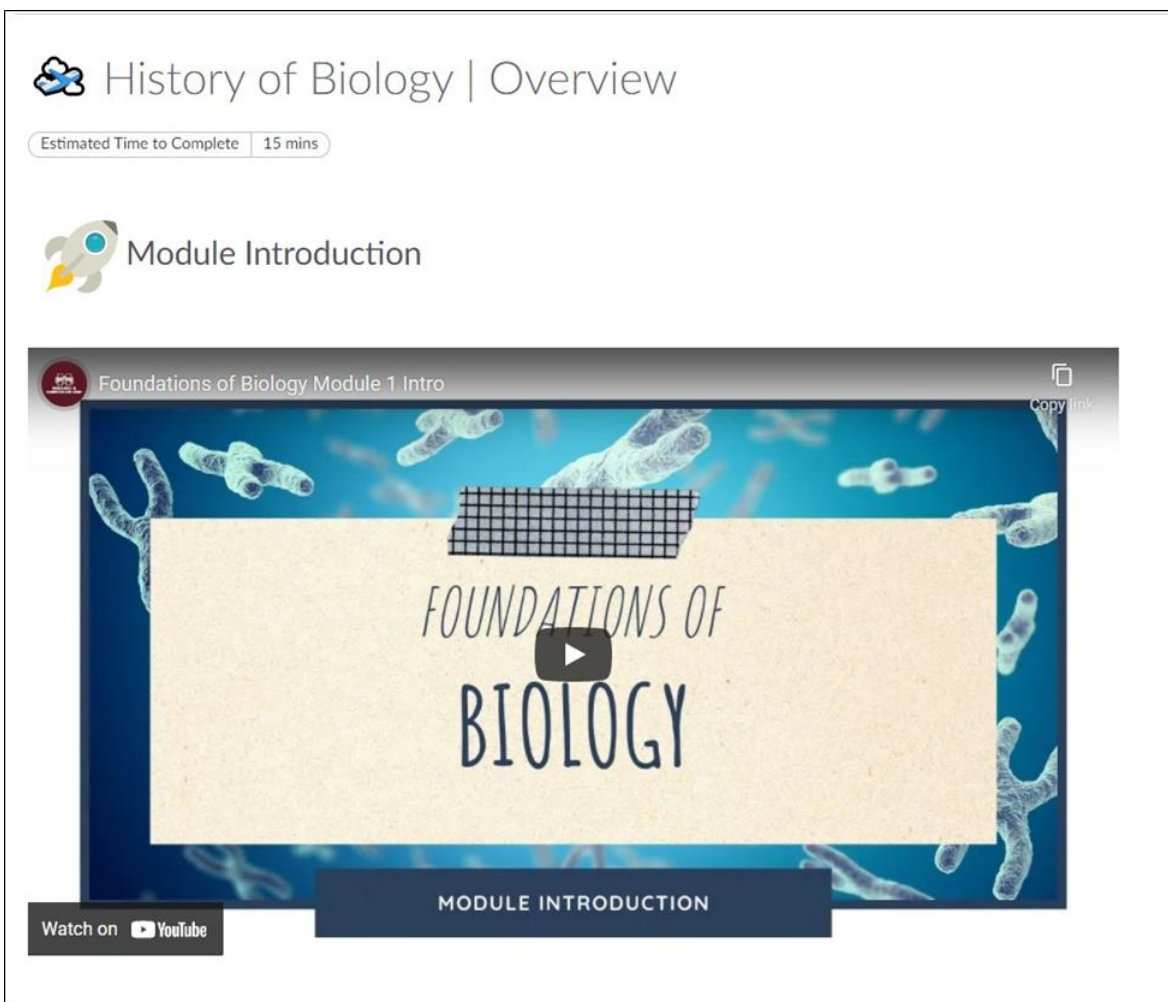 History of Biology | Overview
Estimated Time to Complete 15 mins
Module Introduction
Foundations of Biology Module 1 Intro
Copy link
FOUNDATIONS OF
BIOLOGY
MODULE INTRODUCTION
Watch on YouTube